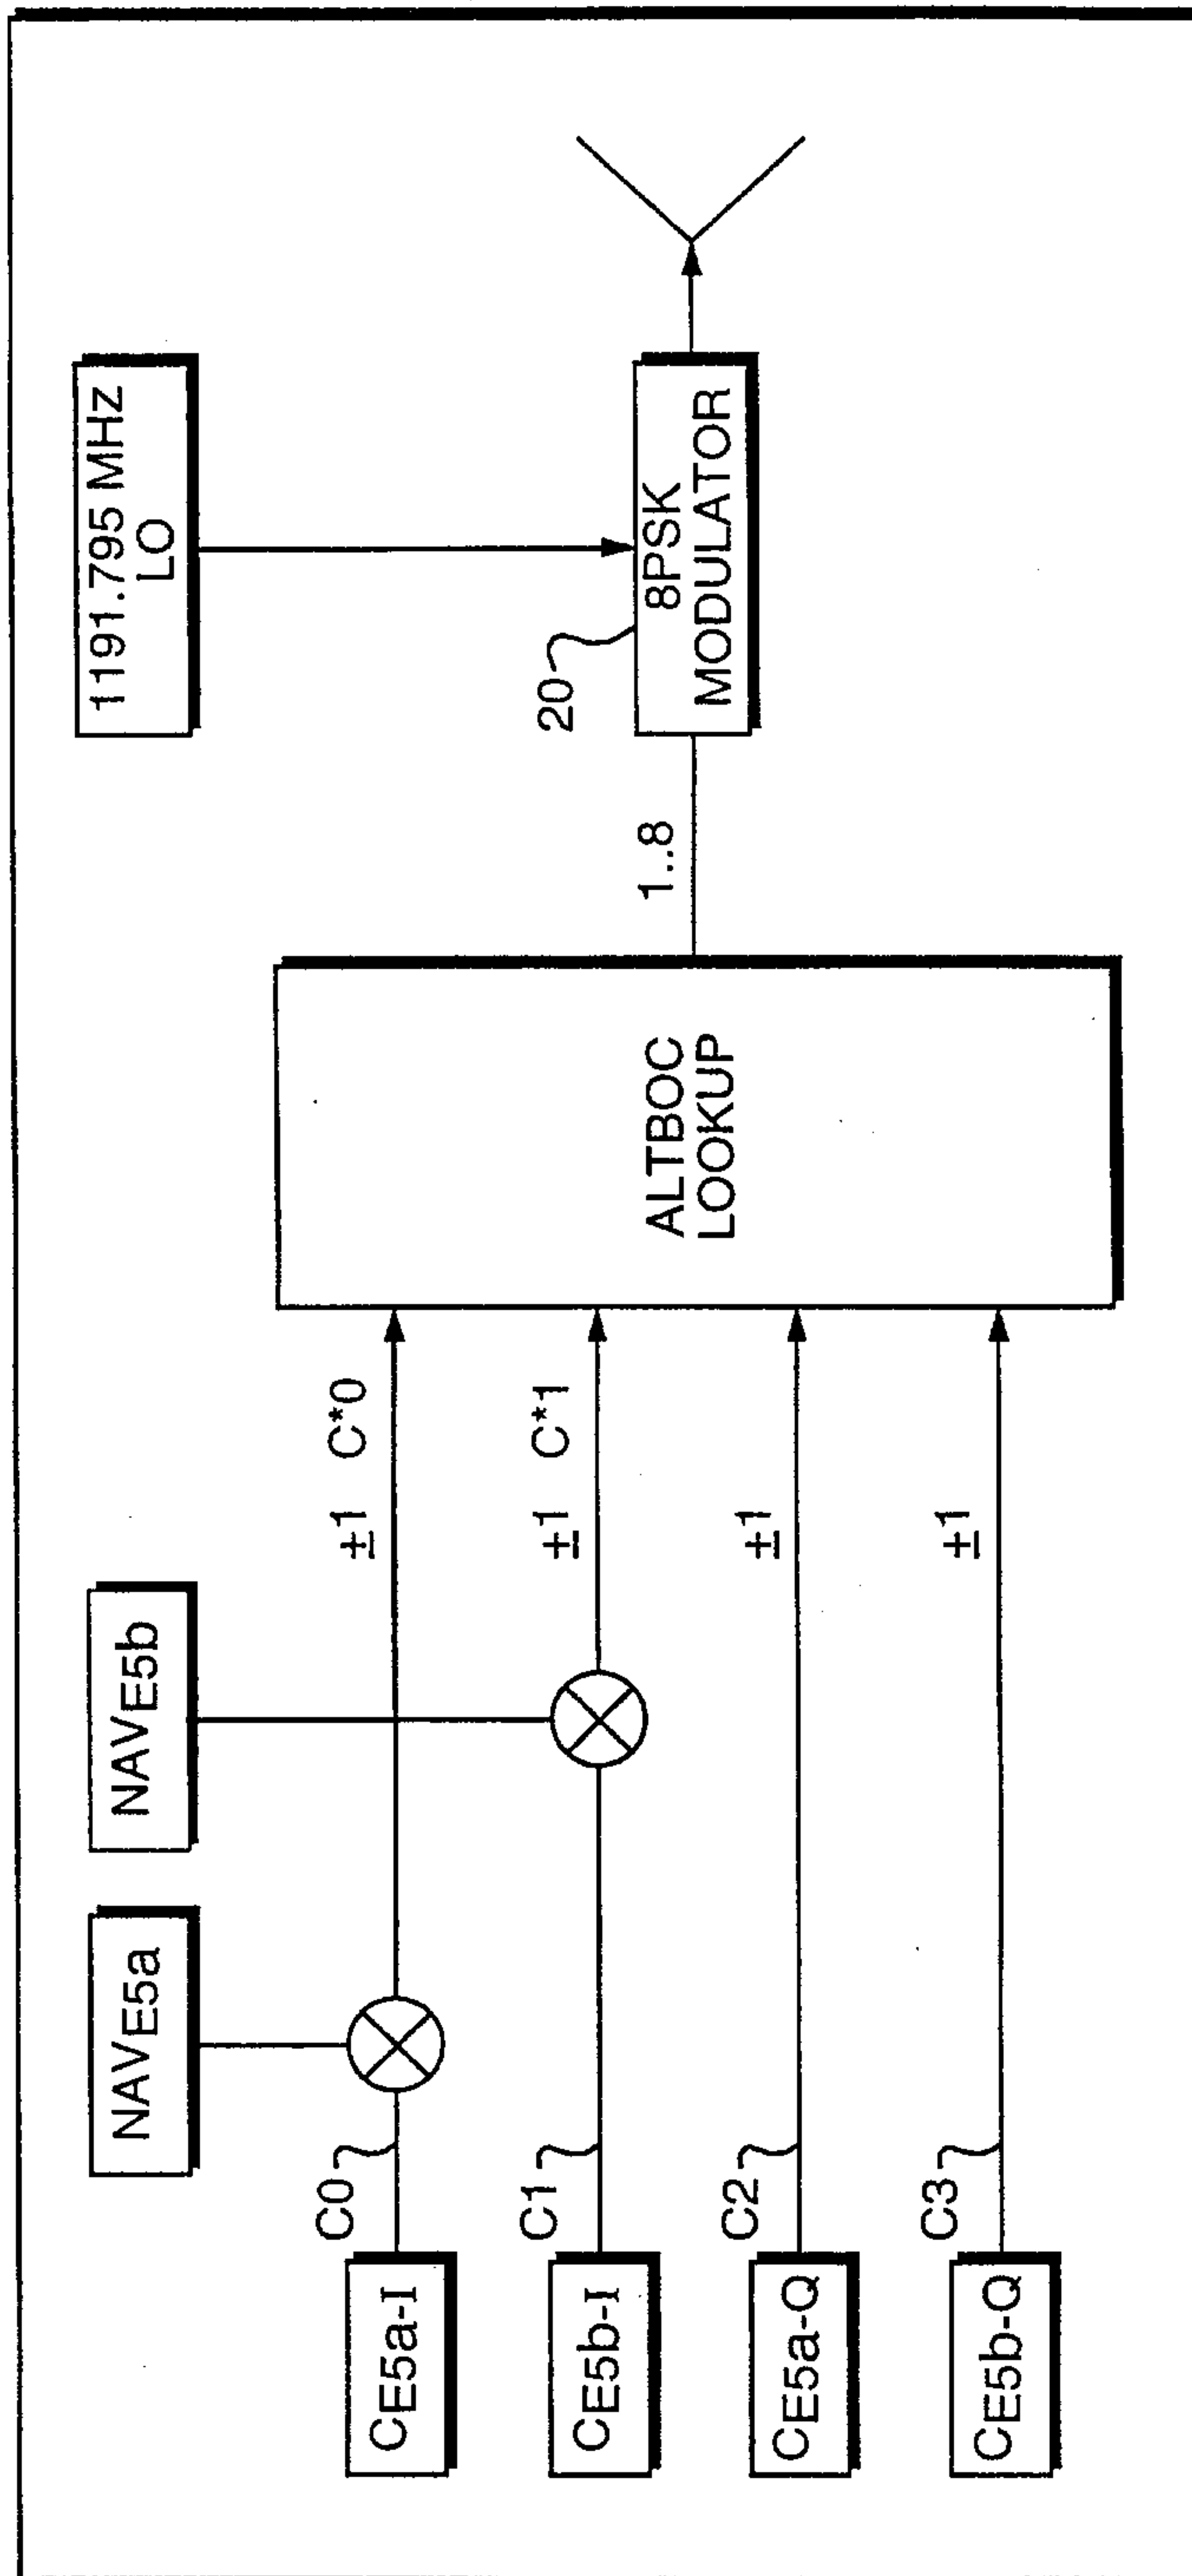 NAVE5a
NAVE5b
1191.795 MHz
LO
CE5a-I
C0
±1 C*0
CE5b-I
C1
±1 C*1
CE5a-Q
C2
±1
CE5b-Q
C3
±1
ALTBOC
LOOKUP
1..8
20
8PSK
MODULATOR